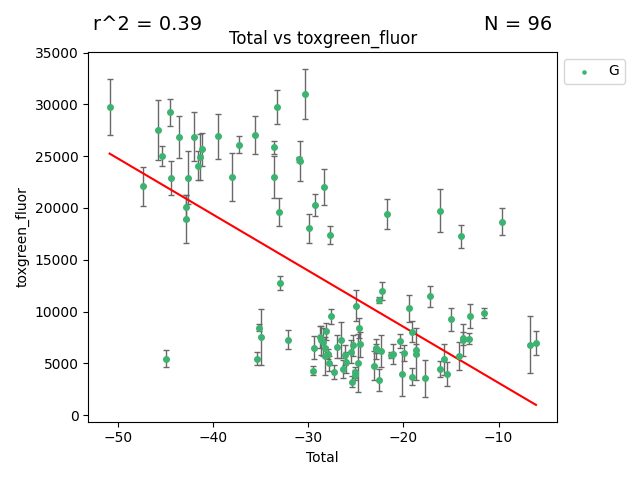 r^2 = 0.39
N = 96
Total vs toxgreen_fluor
G
35000
30000
25000
20000
15000
10000
5000
0
toxgreen_fluor
−50
−40
−30
−20
−10
Total